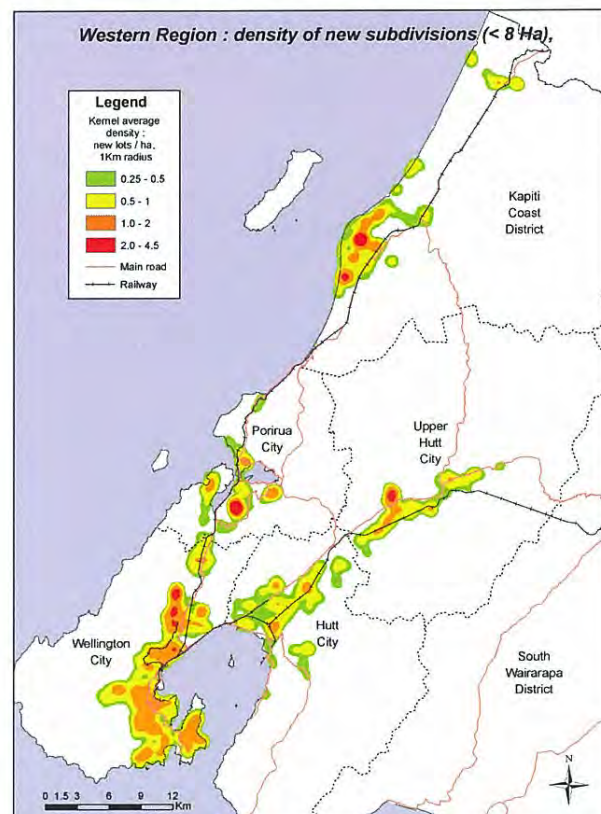 Western Region : density of new subdivisions (< 8 Ha),
Legend
Kernel average
density :
new lots / ha,
1Km radius
0.25 - 0.5
0.5 - 1
1.0 - 2
2.0 - 4.5
Main road
Railway
Kapiti
Coast
District
Porirua
City
Upper
Hutt
City
Wellington
City
Hutt
City
South
Wairarapa
District
0 1.5 3 6 9 12
Km
N